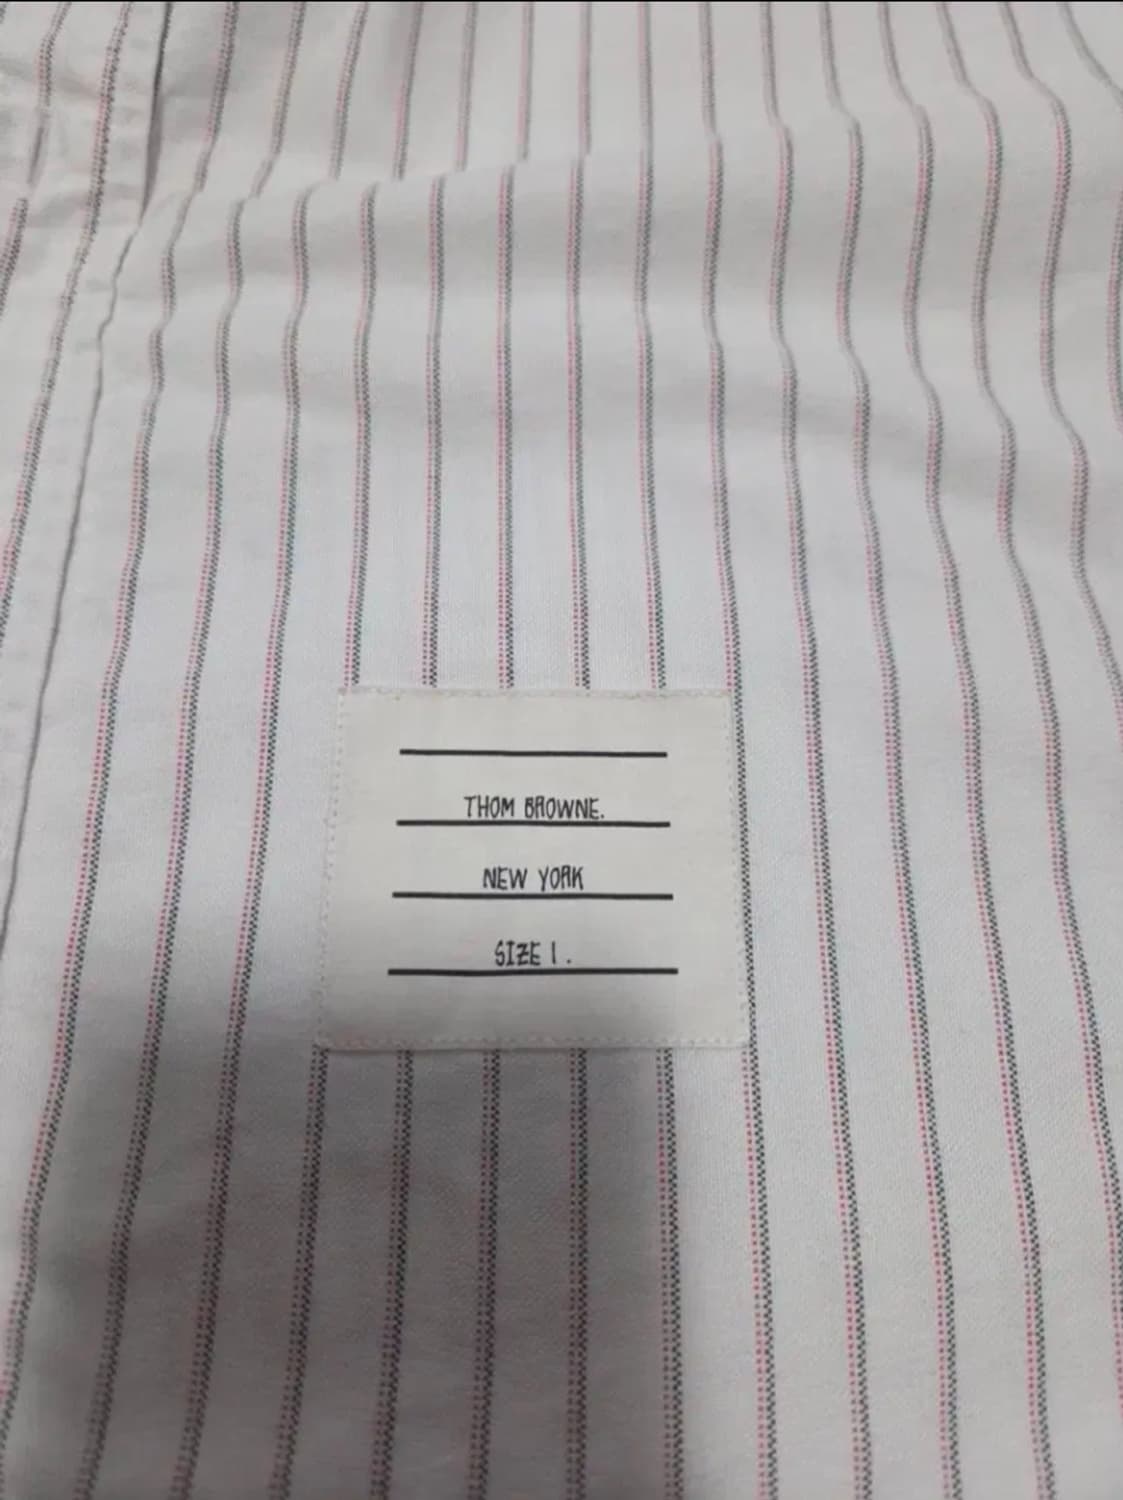 THOM BROWNE.
NEW YORK
SIZE 1.